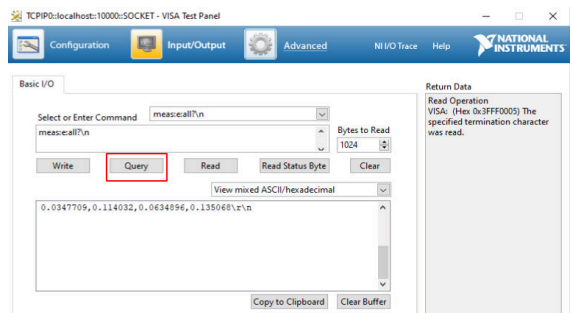 TCPIP0::localhost::10000::SOCKET - VISA Test Panel
Configuration
Input/Output
Advanced
NI I/O Trace
Help
NATIONAL
INSTRUMENTS
Basic I/O
Select or Enter Command
meas:e:all?\n
meas:e:all?\n
Bytes to Read
1024
Write
Query
Read
Read Status Byte
Clear
View mixed ASCII/hexadecimal
0.0347709,0.114032,0.0634896,0.135068\r\n
Copy to Clipboard
Clear Buffer
Return Data
Read Operation
VISA: (Hex 0x3FFF0005) The
specified termination character
was read.